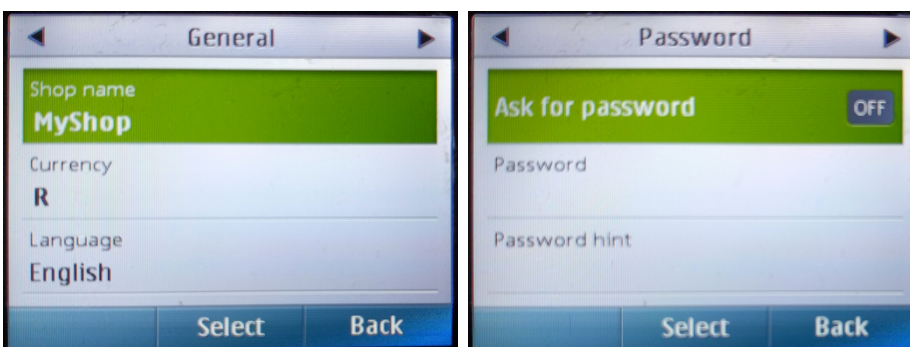 General
Shop name
MyShop
Currency
R
Language
English
Select Back
Password
Ask for password OFF
Password
Password hint
Select Back